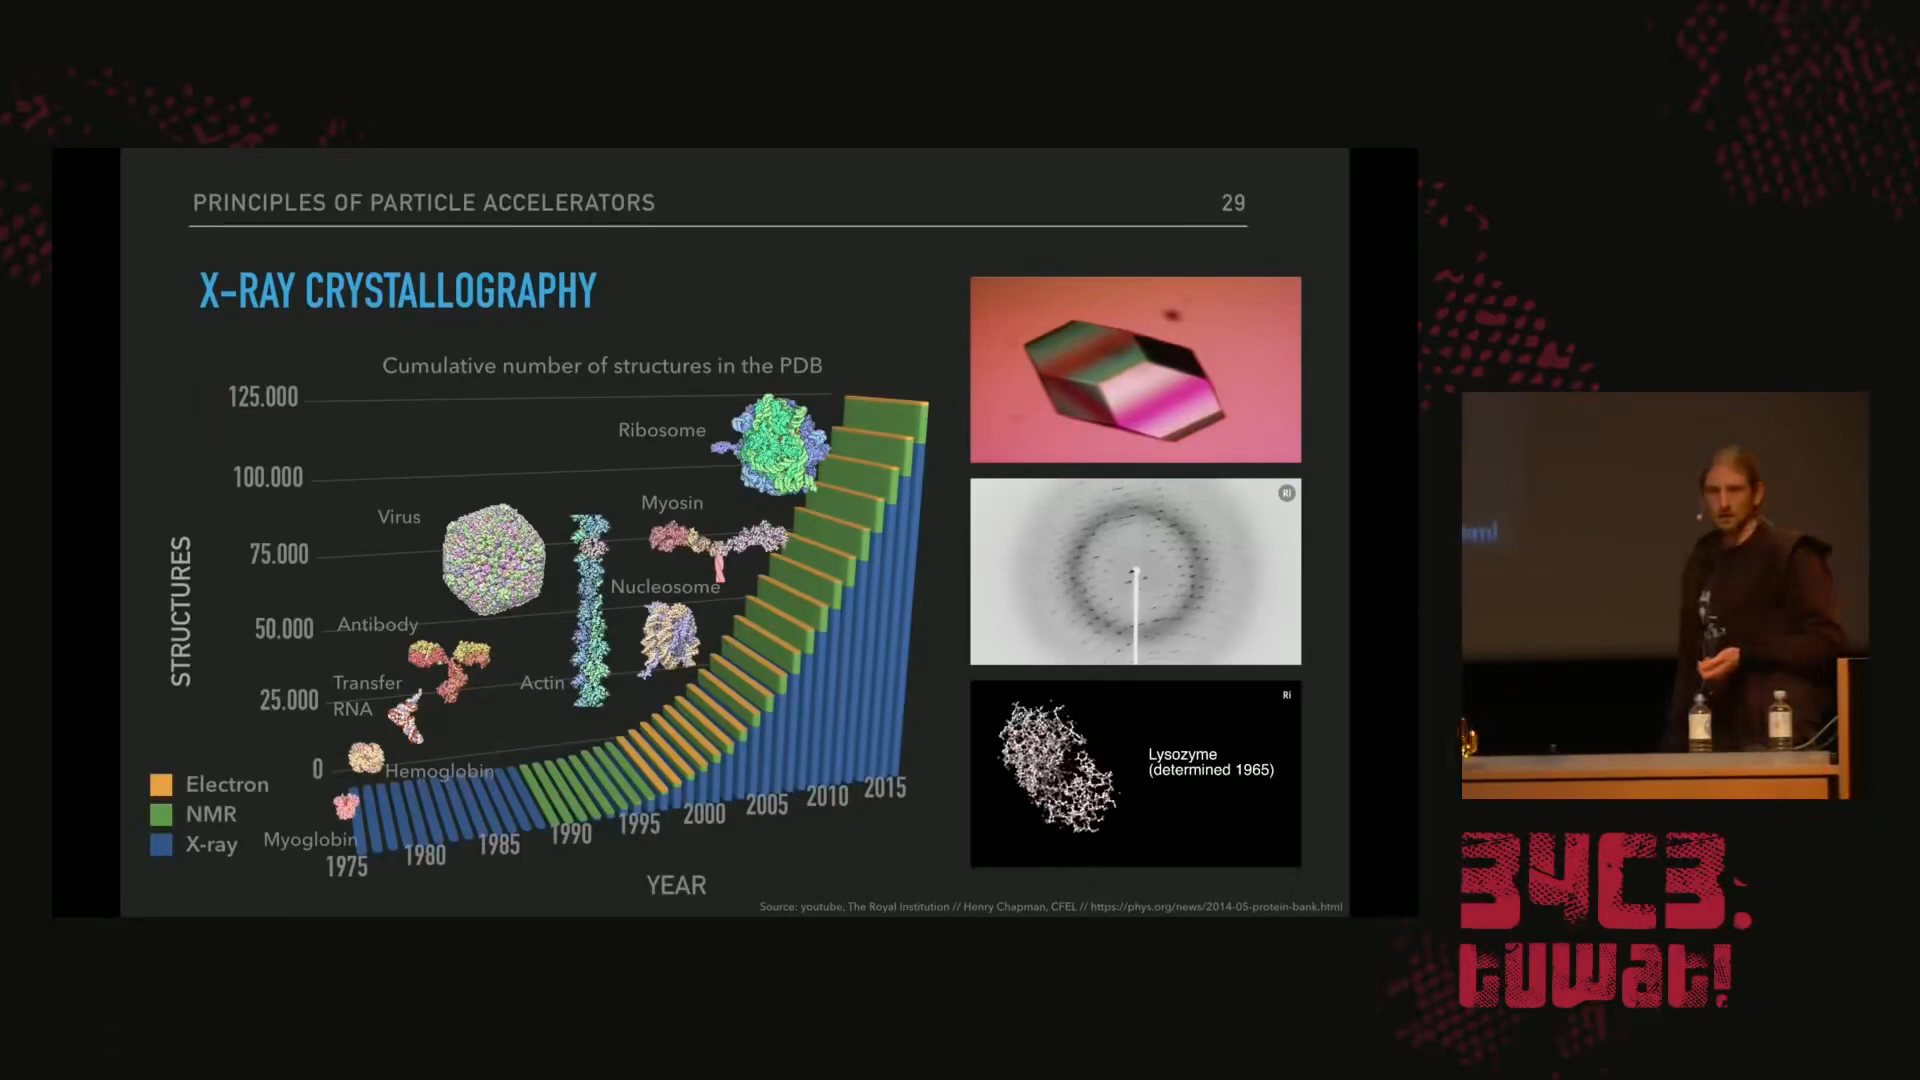 PRINCIPLES OF PARTICLE ACCELERATORS
29
X-RAY CRYSTALLOGRAPHY
Cumulative number of structures in the PDB
125.000
100.000
75.000
50.000
25.000
0
STRUCTURES
Ribosome
Virus
Myosin
Nucleosome
Antibody
Actin
Transfer
RNA
Hemoglobin
Myoglobin
Electron
NMR
X-ray
1975
1980
1985
1990
1995
2000
2005
2010
2015
YEAR
Ri
Ri
Lysozyme
(determined 1965)
Source: youtube, The Royal Institution // Henry Chapman, CFEL // https://phys.org/news/2014-05-protein-bank.html
html
34C3.
tuwat!